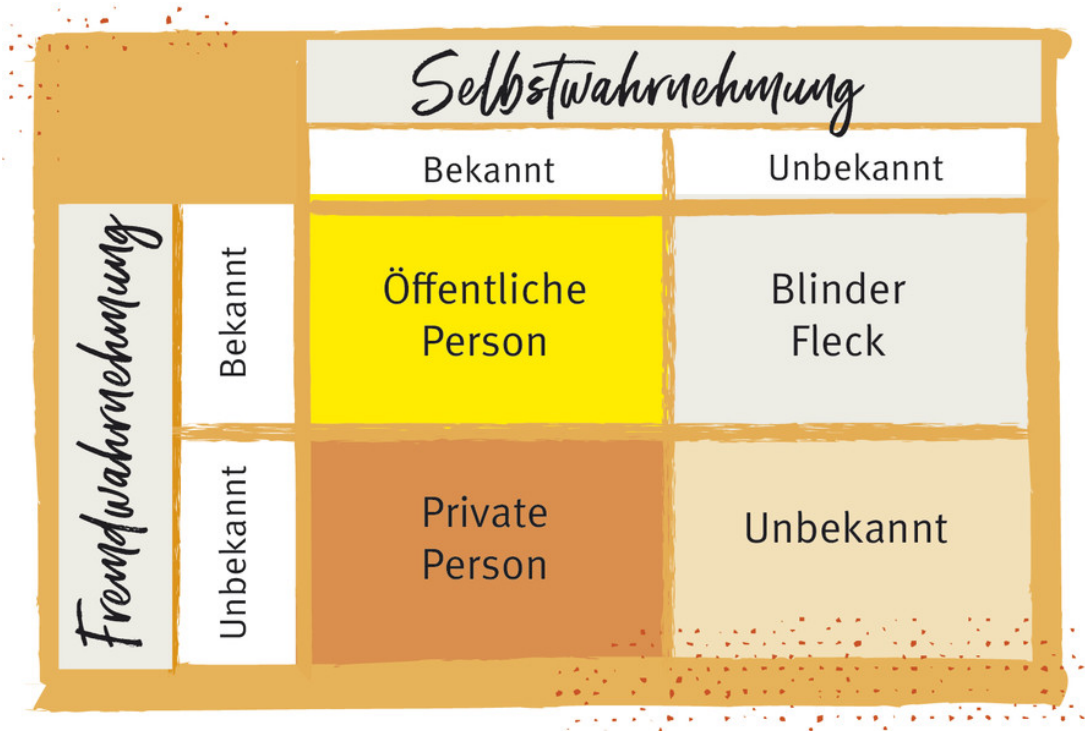 Selbstwahrnehmung
Bekannt
Unbekannt
Fremdwahrnehmung
Bekannt
Öffentliche
Person
Blinder
Fleck
Unbekannt
Private
Person
Unbekannt